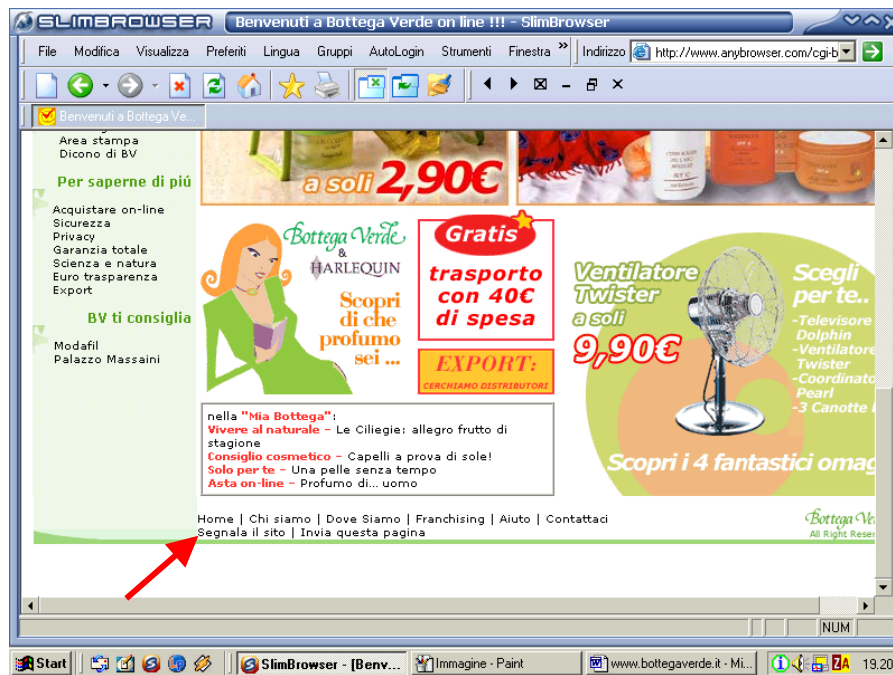 SLIMBROWSER Benvenuti a Bottega Verde on line !!! - SlimBrowser
File Modifica Visualizza Preferiti Lingua Gruppi AutoLogin Strumenti Finestra » Indirizzo http://www.anybrowser.com/cgi-b
Benvenuti a Bottega Ve...
Area stampa
Dicono di BV
Per saperne di piú
Acquistare on-line
Sicurezza
Privacy
Garanzia totale
Scienza e natura
Euro trasparenza
Export
BV ti consiglia
Modafil
Palazzo Massaini
a soli 2,90€
Bottega Verde
&
HARLEQUIN
Scopri
di che
profumo
sei ...
Gratis
trasporto
con 40€
di spesa
EXPORT:
CERCHIAMO DISTRIBUTORI
Ventilatore
Twister
a soli
9,90€
Scegli
per te..
-Televisore
Dolphin
-Ventilatore
Twister
-Coordinato
Pearl
-3 Canotte
Scopri i 4 fantastici omag
nella "Mia Bottega":
Vivere al naturale - Le Ciliegie: allegro frutto di
stagione
Consiglio cosmetico - Capelli a prova di sole!
Solo per te - Una pelle senza tempo
Asta on-line - Profumo di... uomo
Home | Chi siamo | Dove Siamo | Franchising | Aiuto | Contattaci
Segnala il sito | Invia questa pagina
Bottega Ve
All Right Reser
NUM
Start SlimBrowser - [Benv... Immagine - Paint www.bottegaverde.it - Mi... ZA 19.20